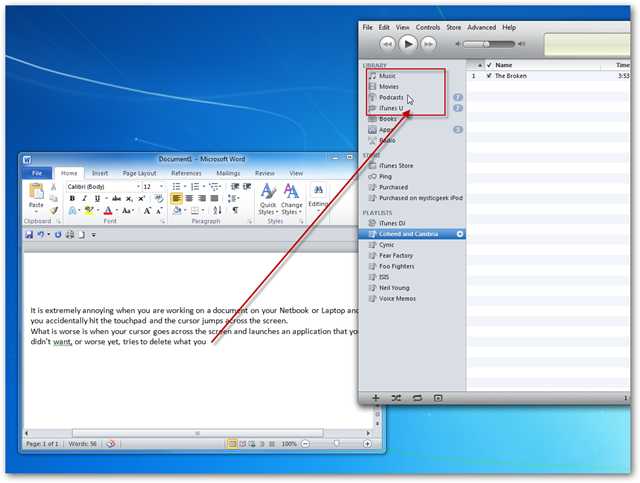 Document1 - Microsoft Word
File Home Insert Page Layout References Mailings Review View
Calibri (Body) 12
Paste
Quick Styles
Change Styles
Editing
Clipboard Font Paragraph Styles
It is extremely annoying when you are working on a document on your Netbook or Laptop and
you accidentally hit the touchpad and the cursor jumps across the screen.
What is worse is when your cursor goes across the screen and launches an application that you
didn't want, or worse yet, tries to delete what you
Page: 1 of 1 Words: 56 100%
File Edit View Controls Store Advanced Help
LIBRARY
Music
Movies
Podcasts
iTunes U
Books
Apps
Radio
STORE
iTunes Store
Ping
Purchased
Purchased on mysticgeek iPod
PLAYLISTS
iTunes DJ
Coheed and Cambria
Cynic
Fear Factory
Foo Fighters
ISIS
Neil Young
Voice Memos
Name Time
1 The Broken 3:53